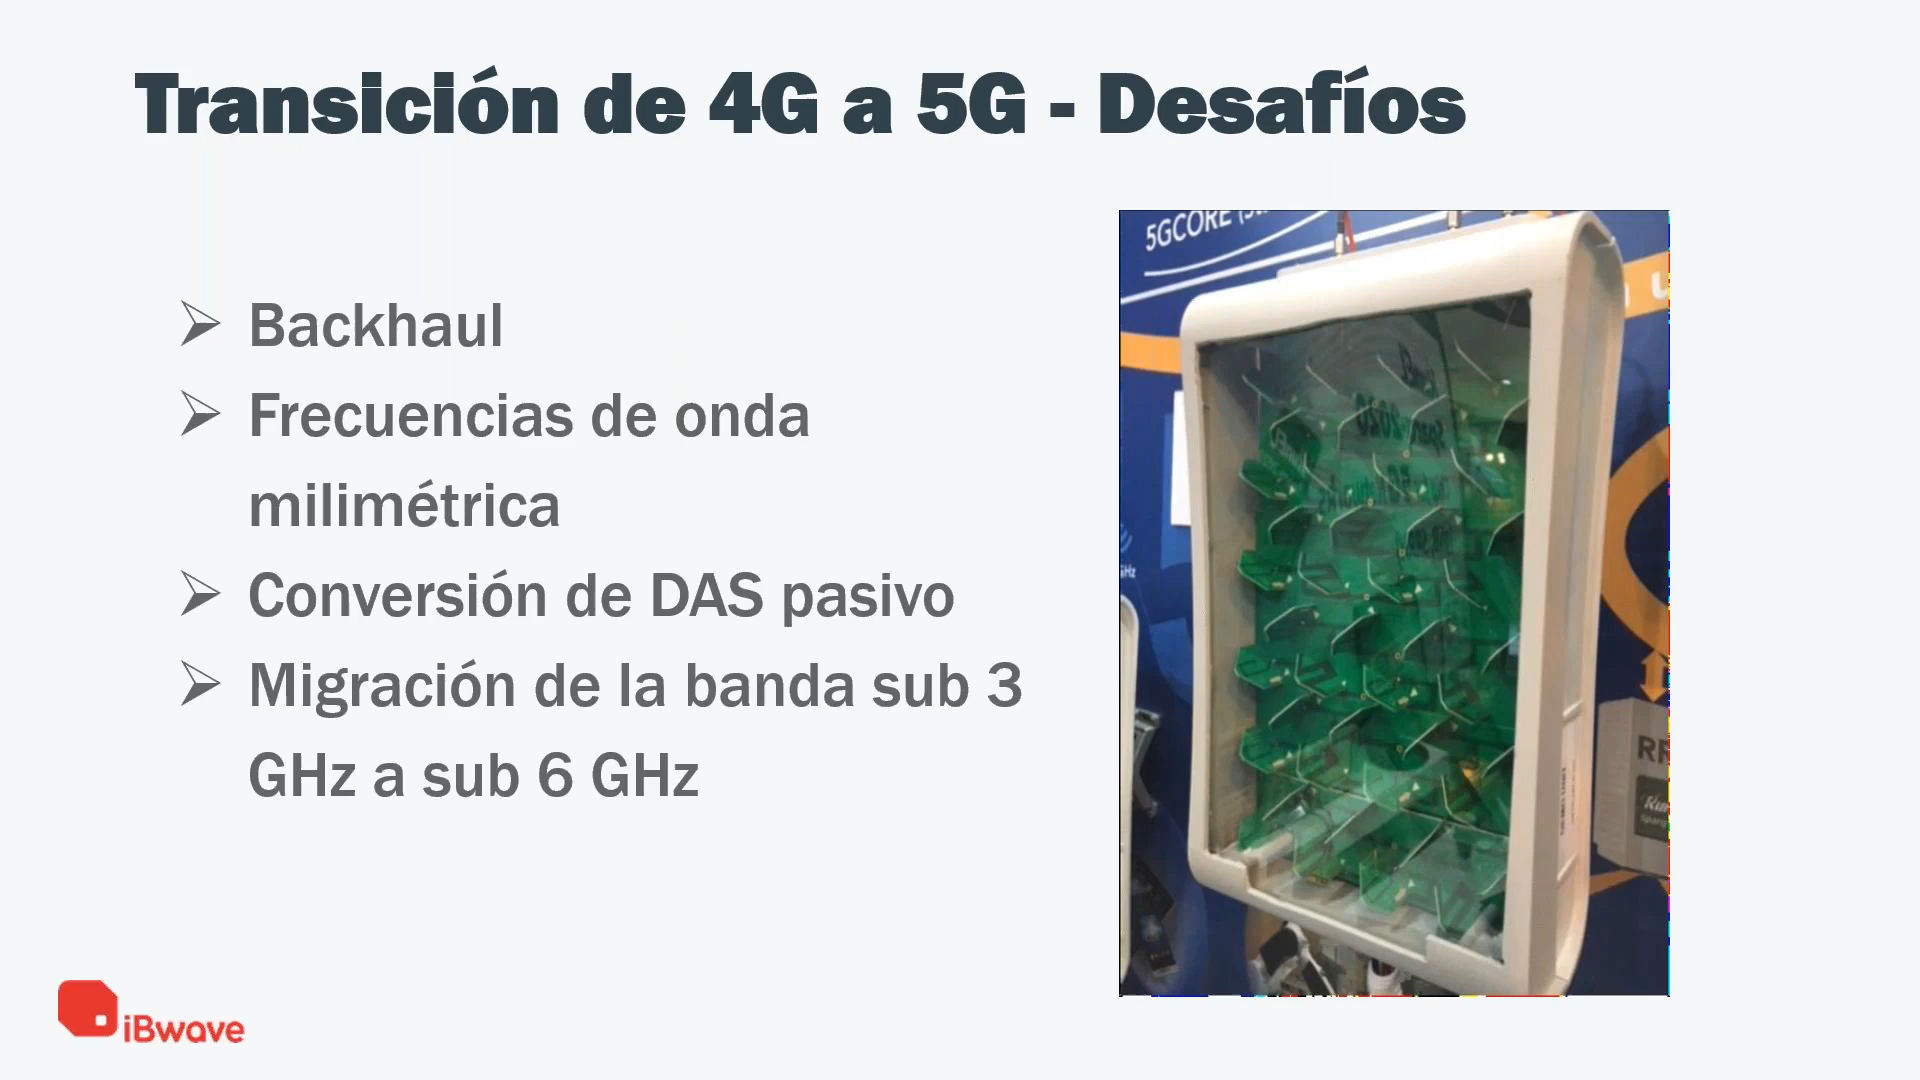 Transición de 4G a 5G - Desafíos
5GCORE
Backhaul
Frecuencias de onda
milimétrica
Conversión de DAS pasivo
Migración de la banda sub 3
GHz a sub 6 GHz
iBwave